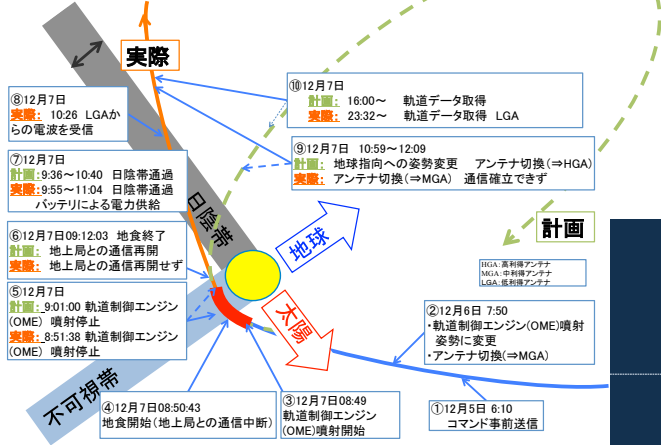 実際
⑧12月7日
実際： 10:26 LGAか
らの電波を受信
⑦12月7日
計画：9:36～10:40 日陰帯通過
実際：9:55～11:04 日陰帯通過
バッテリによる電力供給
⑥12月7日09:12:03 地食終了
計画： 地上局との通信再開
実際： 地上局との通信再開せず
⑤12月7日
計画：9:01:00 軌道制御エンジン
(OME) 噴射停止
実際：8:51:38 軌道制御エンジン
(OME) 噴射停止
⑩12月7日
計画： 16:00～ 軌道データ取得
実際： 23:32～ 軌道データ取得 LGA
⑨12月7日 10:59～12:09
計画： 地球指向への姿勢変更 アンテナ切換(⇒HGA)
実際： アンテナ切換(⇒MGA) 通信確立できず
日陰帯
地球
計画
HGA:高利得アンテナ
MGA:中利得アンテナ
LGA:低利得アンテナ
太陽
②12月6日 7:50
・軌道制御エンジン(OME)噴射
姿勢に変更
・アンテナ切換(⇒MGA)
不可視帯
④12月7日08:50:43
地食開始(地上局との通信中断)
③12月7日08:49
軌道制御エンジン
(OME)噴射開始
①12月5日 6:10
コマンド事前送信